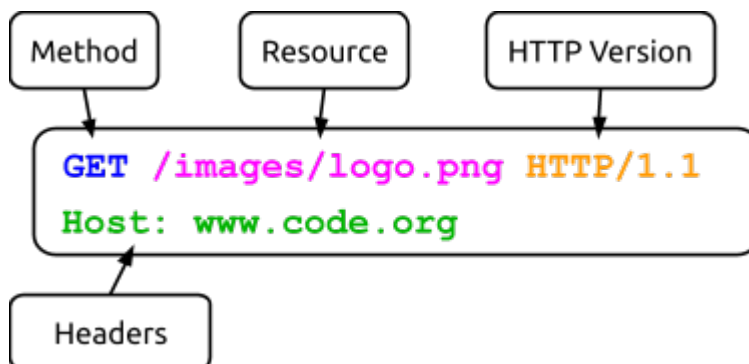 Method
Resource
HTTP Version
GET /images/logo.png HTTP/1.1
Host: www.code.org
Headers